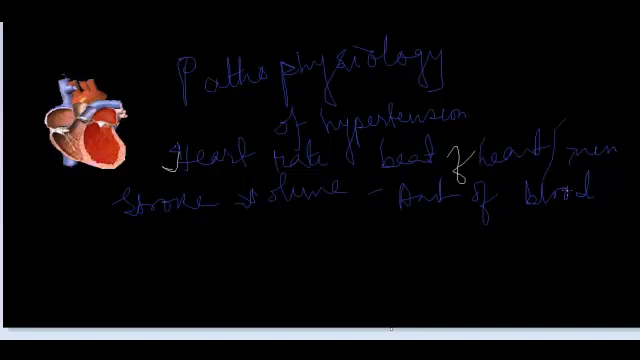 Pathophysiology
of hypertension
Heart rate beat of heart/min
Stroke volume - Amt of blood